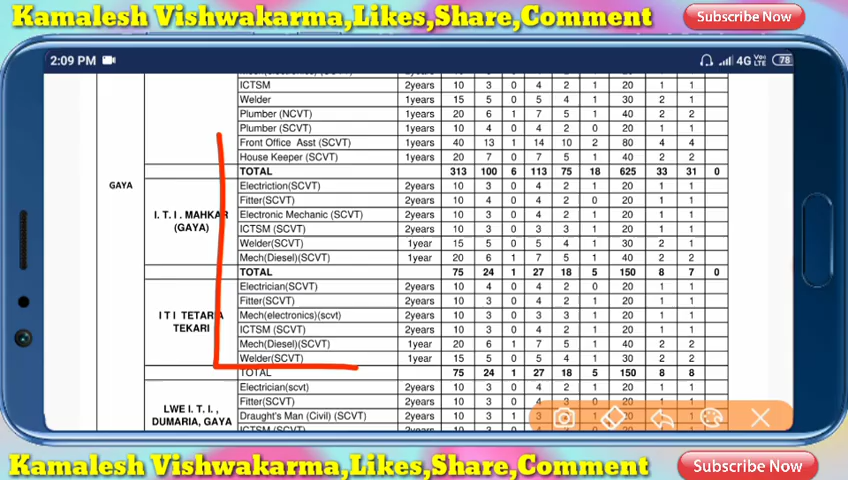 Kamalesh Vishwakarma,Likes,Share,Comment Subscribe Now
2:09 PM 4G VoLTE 78
ICTSM 2years 10 3 0 4 2 1 20 1 1
Welder 1years 15 5 0 5 4 1 30 2 1
Plumber (NCVT) 1years 20 6 1 7 5 1 40 2 2
Plumber (SCVT) 1years 10 4 0 4 2 0 20 1 1
Front Office Asst (SCVT) 1years 40 13 1 14 10 2 80 4 4
House Keeper (SCVT) 1years 20 7 0 7 5 1 40 2 2
TOTAL 313 100 6 113 75 18 625 33 31 0
GAYA
I. T. I . MAHKAR
(GAYA)
Electriction(SCVT) 2years 10 3 0 4 2 1 20 1 1
Fitter(SCVT) 2years 10 4 0 4 2 0 20 1 1
Electronic Mechanic (SCVT) 2years 10 3 0 4 2 1 20 1 1
ICTSM (SCVT) 2years 10 3 0 3 3 1 20 1 1
Welder(SCVT) 1year 15 5 0 5 4 1 30 2 1
Mech(Diesel)(SCVT) 1year 20 6 1 7 5 1 40 2 2
TOTAL 75 24 1 27 18 5 150 8 7 0
I T I TETARIA
TEKARI
Electrician(SCVT) 2years 10 4 0 4 2 0 20 1 1
Fitter(SCVT) 2years 10 3 0 4 2 1 20 1 1
Mech(electronics)(scvt) 2years 10 3 0 3 3 1 20 1 1
ICTSM (SCVT) 2years 10 3 0 4 2 1 20 1 1
Mech(Diesel)(SCVT) 1year 20 6 1 7 5 1 40 2 2
Welder(SCVT) 1year 15 5 0 5 4 1 30 2 2
TOTAL 75 24 1 27 18 5 150 8 8
LWE I. T. I. ,
DUMARIA, GAYA
Electrician(scvt) 2years 10 3 0 4 2 1 20 1 1
Fitter(SCVT) 2years 10 3 0 4 20 1 1
Draught's Man (Civil) (SCVT) 2years 10 3 1 3
Kamalesh Vishwakarma,Likes,Share,Comment Subscribe Now